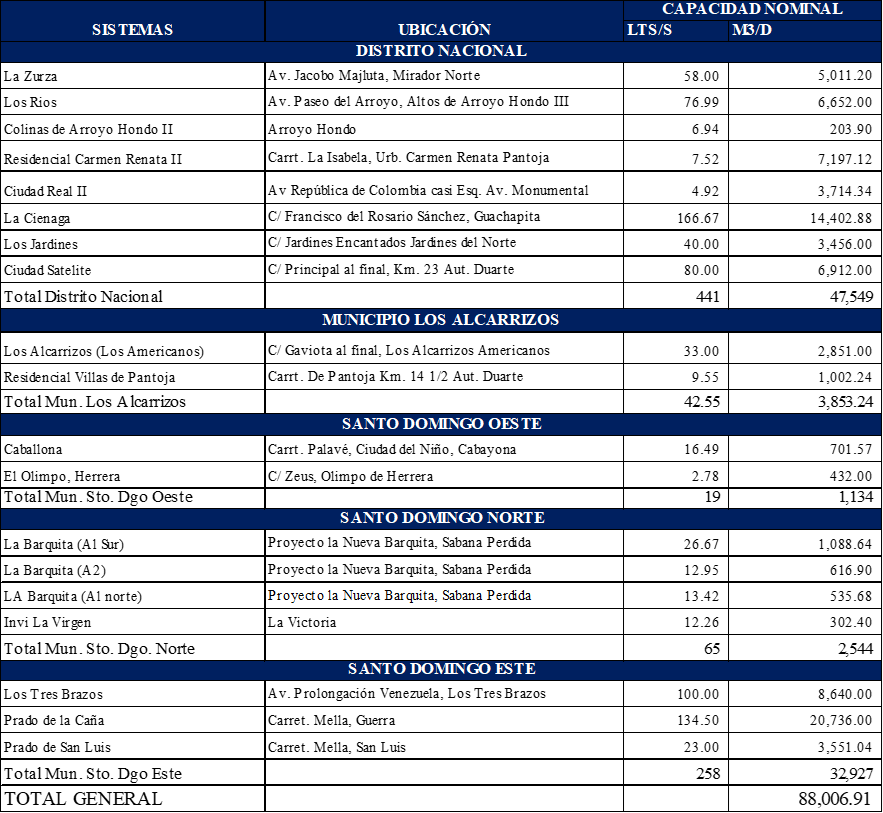 CAPACIDAD NOMINAL
SISTEMAS UBICACIÓN LTS/S M3/D
DISTRITO NACIONAL
La Zurza Av. Jacobo Majluta, Mirador Norte 58.00 5,011.20
Los Rios Av. Paseo del Arroyo, Altos de Arroyo Hondo III 76.99 6,652.00
Colinas de Arroyo Hondo II Arroyo Hondo 6.94 203.90
Residencial Carmen Renata II Carrt. La Isabela, Urb. Carmen Renata Pantoja 7.52 7,197.12
Ciudad Real II Av República de Colombia casi Esq. Av. Monumental 4.92 3,714.34
La Cienaga C/ Francisco del Rosario Sánchez, Guachapita 166.67 14,402.88
Los Jardines C/ Jardines Encantados Jardines del Norte 40.00 3,456.00
Ciudad Satelite C/ Principal al final, Km. 23 Aut. Duarte 80.00 6,912.00
Total Distrito Nacional 441 47,549
MUNICIPIO LOS ALCARRIZOS
Los Alcarrizos (Los Americanos) C/ Gaviota al final, Los Alcarrizos Americanos 33.00 2,851.00
Residencial Villas de Pantoja Carrt. De Pantoja Km. 14 1/2 Aut. Duarte 9.55 1,002.24
Total Mun. Los Alcarrizos 42.55 3,853.24
SANTO DOMINGO OESTE
Caballona Carrt. Palavé, Ciudad del Niño, Cabayona 16.49 701.57
El Olimpo, Herrera C/ Zeus, Olimpo de Herrera 2.78 432.00
Total Mun. Sto. Dgo Oeste 19 1,134
SANTO DOMINGO NORTE
La Barquita (A1 Sur) Proyecto la Nueva Barquita, Sabana Perdida 26.67 1,088.64
La Barquita (A2) Proyecto la Nueva Barquita, Sabana Perdida 12.95 616.90
LA Barquita (A1 norte) Proyecto la Nueva Barquita, Sabana Perdida 13.42 535.68
Invi La Virgen La Victoria 12.26 302.40
Total Mun. Sto. Dgo. Norte 65 2,544
SANTO DOMINGO ESTE
Los Tres Brazos Av. Prolongación Venezuela, Los Tres Brazos 100.00 8,640.00
Prado de la Caña Carret. Mella, Guerra 134.50 20,736.00
Prado de San Luis Carret. Mella, San Luis 23.00 3,551.04
Total Mun. Sto. Dgo Este 258 32,927
TOTAL GENERAL 88,006.91